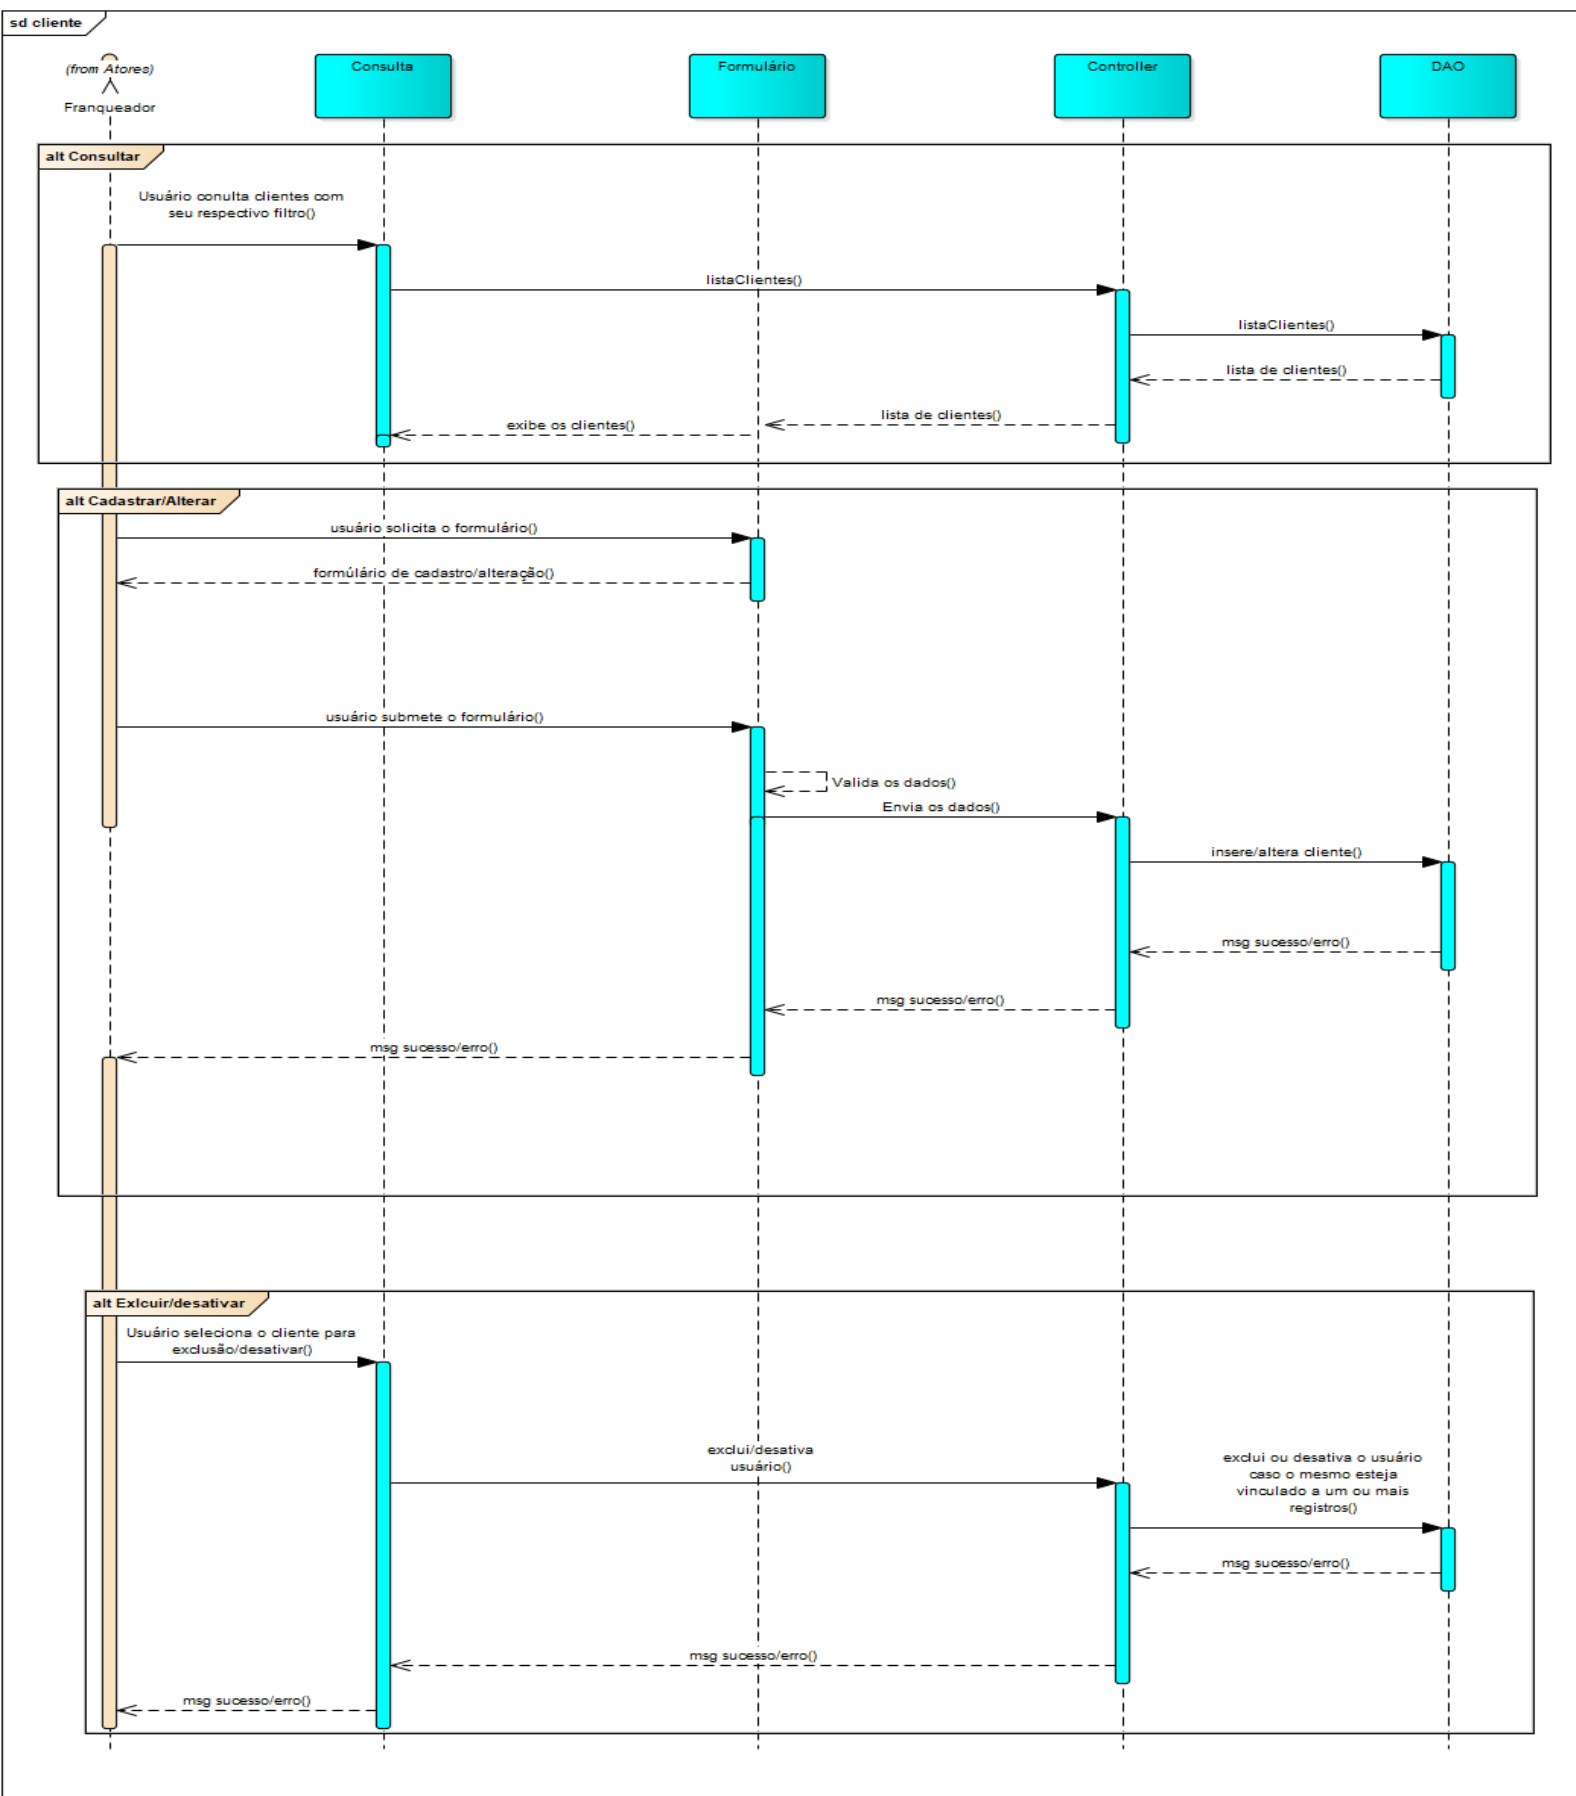 sd cliente
(from Atores)
Franqueador
Consulta
Formulário
Controller
DAO
alt Consultar
Usuário conulta clientes com
seu respectivo filtro()
listaClientes()
listaClientes()
lista de clientes()
lista de clientes()
exibe os clientes()
alt Cadastrar/Alterar
usuário solicita o formulário()
formúlário de cadastro/alteração()
usuário submete o formulário()
Valida os dados()
Envia os dados()
insere/altera cliente()
msg sucesso/erro()
msg sucesso/erro()
msg sucesso/erro()
alt Exlcuir/desativar
Usuário seleciona o cliente para
exclusão/desativar()
exclui/desativa
usuário()
exclui ou desativa o usuário
caso o mesmo esteja
vinculado a um ou mais
registros()
msg sucesso/erro()
msg sucesso/erro()
msg sucesso/erro()